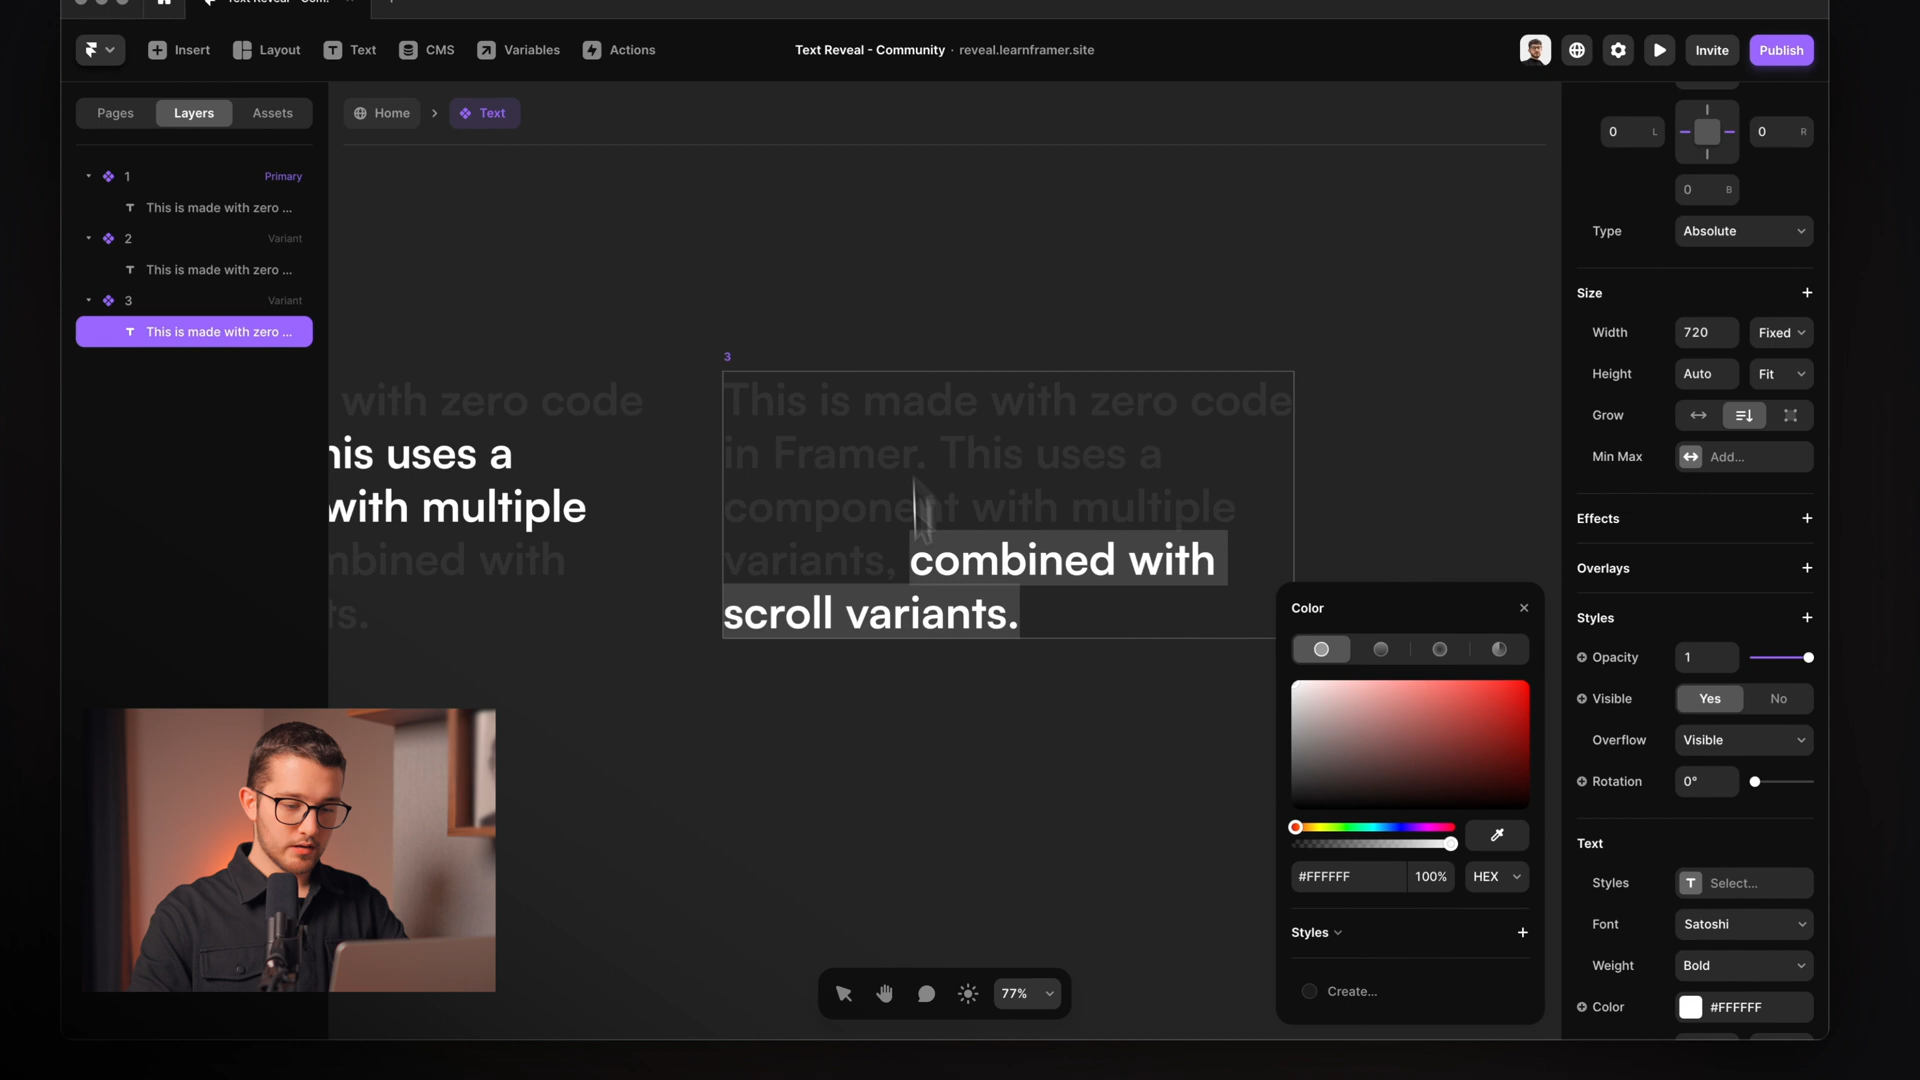 Text Reveal - Com...
Insert
Layout
Text
CMS
Variables
Actions
Text Reveal - Community · reveal.learnframer.site
Invite
Publish
Pages
Layers
Assets
Home
Text
1
Primary
This is made with zero ...
2
Variant
This is made with zero ...
3
Variant
This is made with zero ...
with zero code
his uses a
with multiple
mbined with
ts.
3
This is made with zero code
in Framer. This uses a
component with multiple
variants, combined with
scroll variants.
77%
Color
#FFFFFF
100%
HEX
Styles
Create...
0 L
0 R
0 B
Type
Absolute
Size
Width
720
Fixed
Height
Auto
Fit
Grow
Min Max
Add...
Effects
Overlays
Styles
Opacity
1
Visible
Yes
No
Overflow
Visible
Rotation
0°
Text
Styles
Select...
Font
Satoshi
Weight
Bold
Color
#FFFFFF